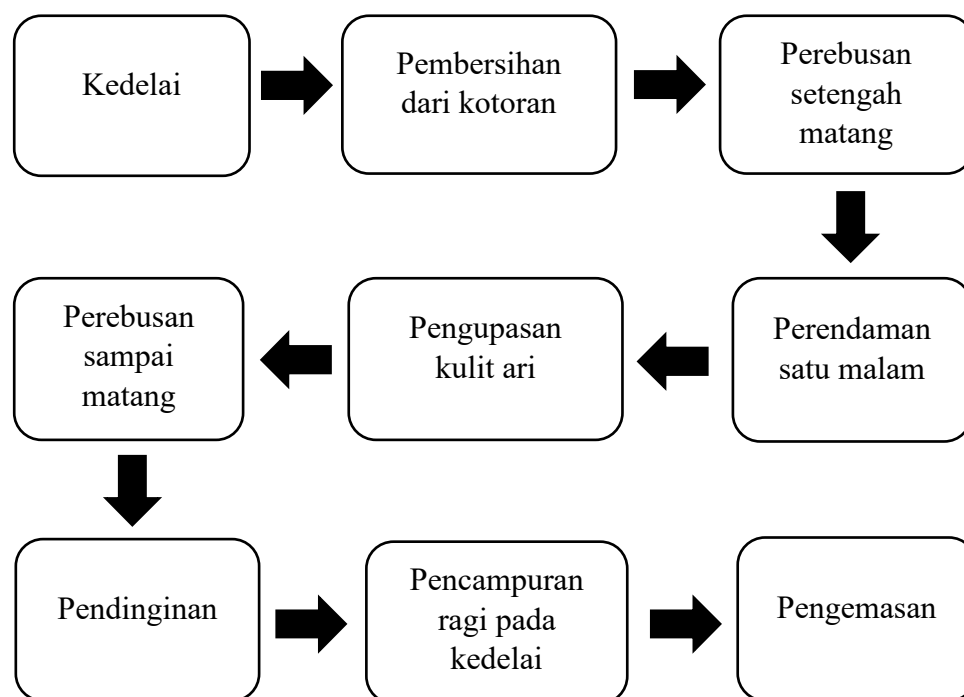 Kedelai
Pembersihan
dari kotoran
Perebusan
setengah
matang
Perendaman
satu malam
Pengupasan
kulit ari
Perebusan
sampai
matang
Pendinginan
Pencampuran
ragi pada
kedelai
Pengemasan